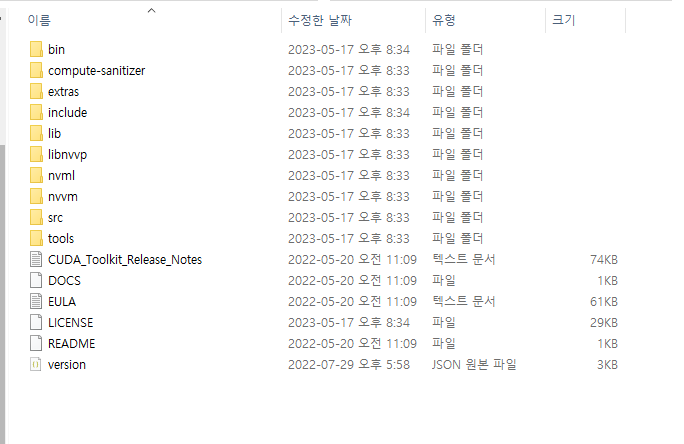 이름 수정한 날짜 유형 크기
bin 2023-05-17 오후 8:34 파일 폴더
compute-sanitizer 2023-05-17 오후 8:33 파일 폴더
extras 2023-05-17 오후 8:33 파일 폴더
include 2023-05-17 오후 8:34 파일 폴더
lib 2023-05-17 오후 8:33 파일 폴더
libnvvp 2023-05-17 오후 8:33 파일 폴더
nvml 2023-05-17 오후 8:33 파일 폴더
nvvm 2023-05-17 오후 8:33 파일 폴더
src 2023-05-17 오후 8:33 파일 폴더
tools 2023-05-17 오후 8:33 파일 폴더
CUDA_Toolkit_Release_Notes 2022-05-20 오전 11:09 텍스트 문서 74KB
DOCS 2022-05-20 오전 11:09 파일 1KB
EULA 2022-05-20 오전 11:09 텍스트 문서 61KB
LICENSE 2023-05-17 오후 8:34 파일 29KB
README 2022-05-20 오전 11:09 파일 1KB
version 2022-07-29 오후 5:58 JSON 원본 파일 3KB